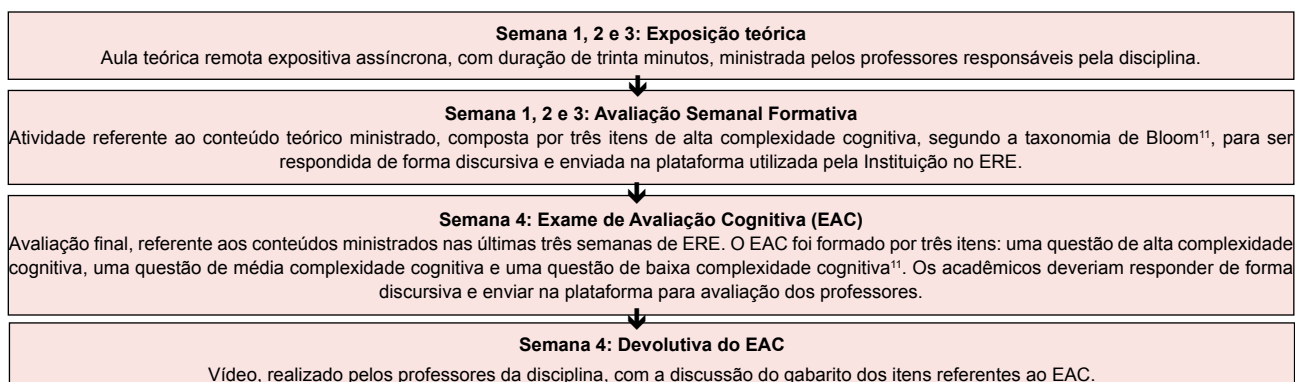 Semana 1, 2 e 3: Exposição teórica
Aula teórica remota expositiva assíncrona, com duração de trinta minutos, ministrada pelos professores responsáveis pela disciplina.
Semana 1, 2 e 3: Avaliação Semanal Formativa
Atividade referente ao conteúdo teórico ministrado, composta por três itens de alta complexidade cognitiva, segundo a taxonomia de Bloom¹¹, para ser
respondida de forma discursiva e enviada na plataforma utilizada pela Instituição no ERE.
Semana 4: Exame de Avaliação Cognitiva (EAC)
Avaliação final, referente aos conteúdos ministrados nas últimas três semanas de ERE. O EAC foi formado por três itens: uma questão de alta complexidade
cognitiva, uma questão de média complexidade cognitiva e uma questão de baixa complexidade cognitiva¹¹. Os acadêmicos deveriam responder de forma
discursiva e enviar na plataforma para avaliação dos professores.
Semana 4: Devolutiva do EAC
Vídeo, realizado pelos professores da disciplina, com a discussão do gabarito dos itens referentes ao EAC.